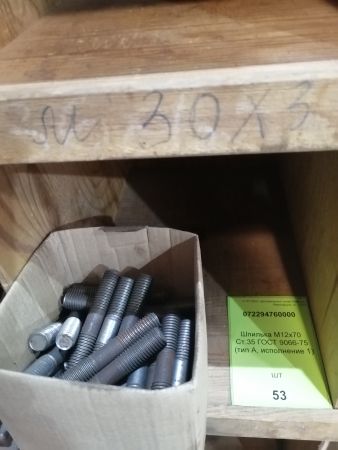 м 30х3
072294760000
Шпилька М12х70
Ст.35 ГОСТ 9066-75
(тип А, исполнение 1)
ШТ
53